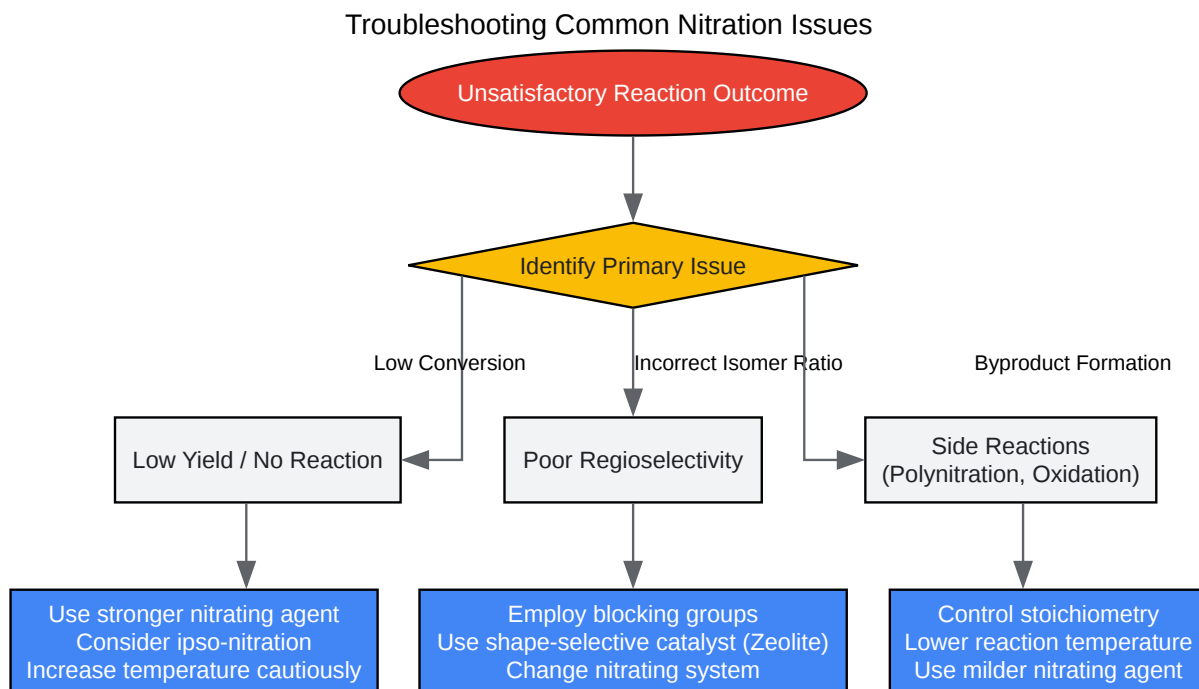 Troubleshooting Common Nitration Issues
Unsatisfactory Reaction Outcome
Identify Primary Issue
Low Conversion
Incorrect Isomer Ratio
Byproduct Formation
Low Yield / No Reaction
Poor Regioselectivity
Side Reactions
(Polynitration, Oxidation)
Use stronger nitrating agent
Consider ipso-nitration
Increase temperature cautiously
Employ blocking groups
Use shape-selective catalyst (Zeolite)
Change nitrating system
Control stoichiometry
Lower reaction temperature
Use milder nitrating agent